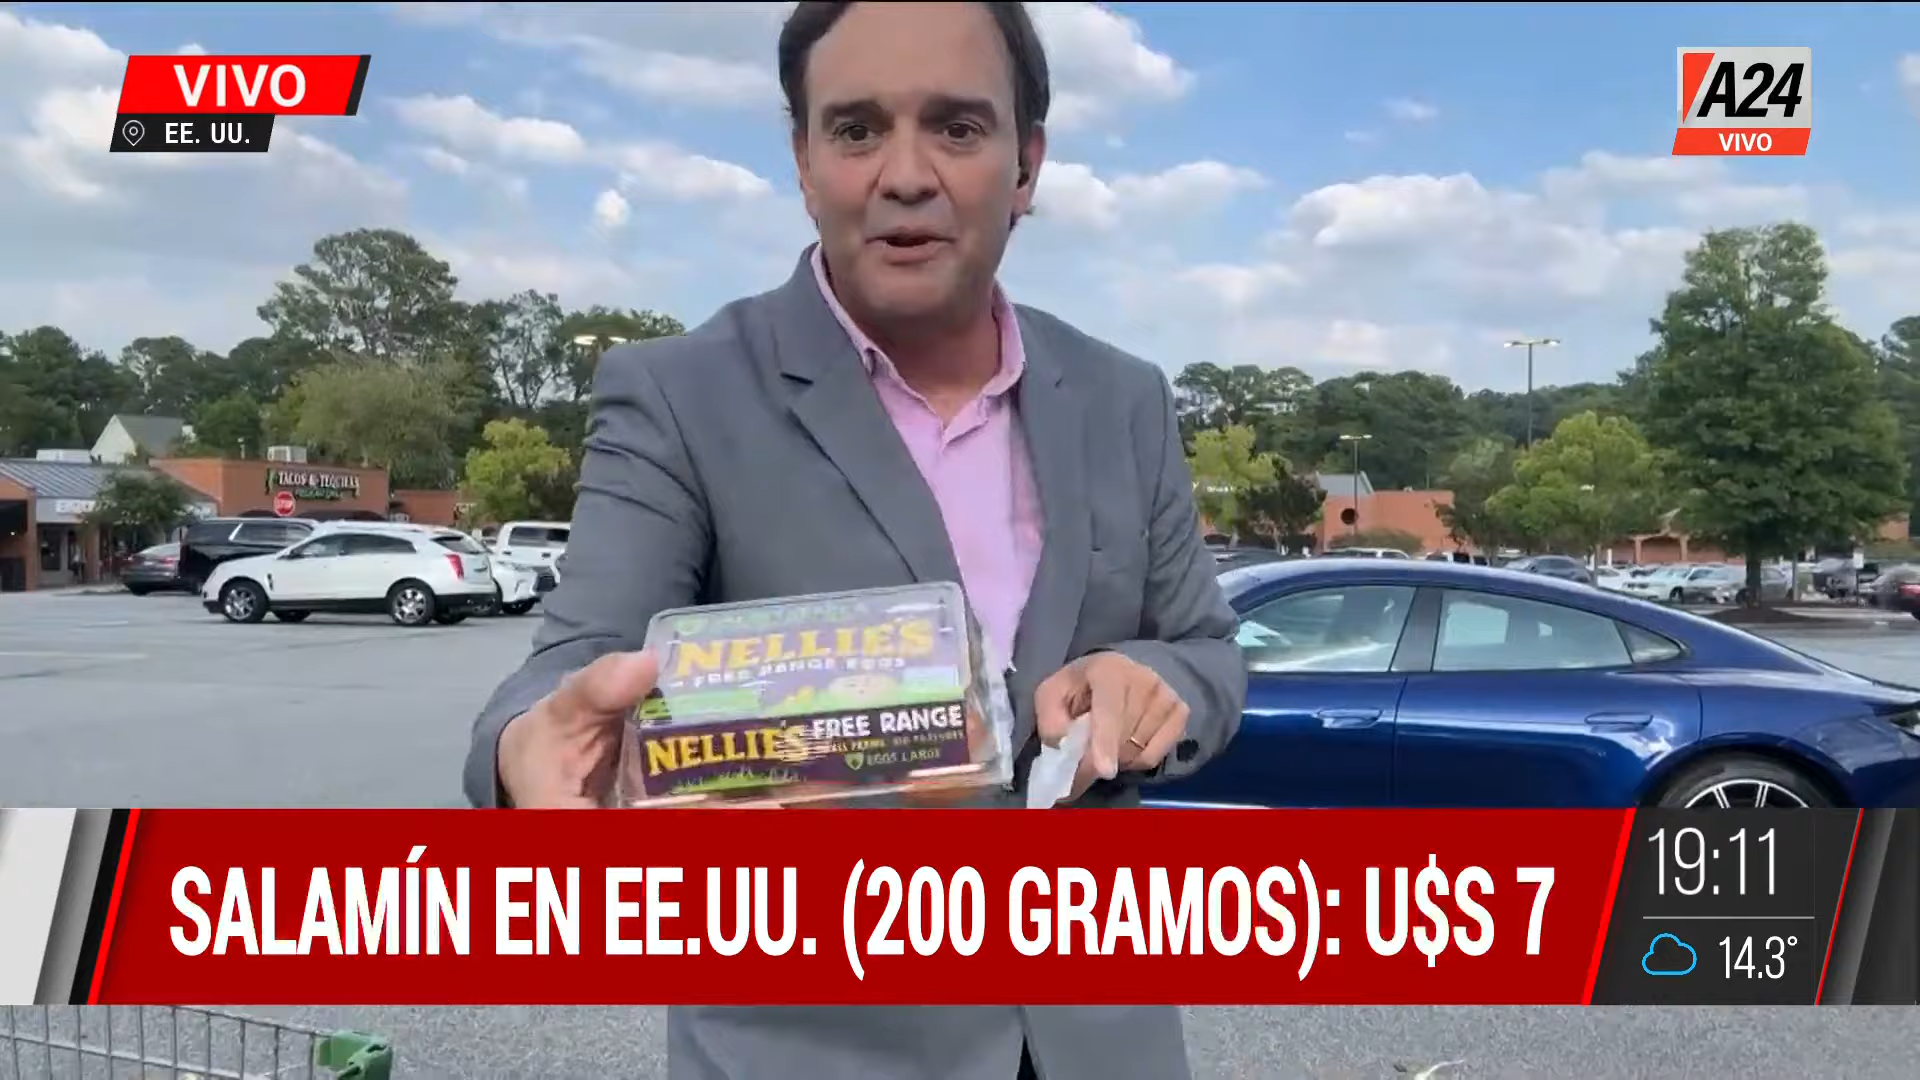 VIVO
EE. UU.
A24
VIVO
TACOS & TEQUILAS
STOP
NELLIE'S
FREE RANGE EGGS
NELLIE'S FREE RANGE
EGGS LARGE
SALAMÍN EN EE.UU. (200 GRAMOS): U$S 7
19:11
14.3°